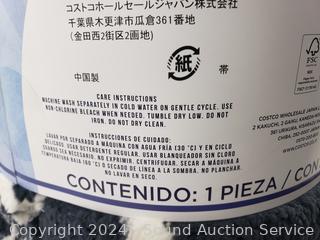 コストコホールセールジャパン株式会社
千葉県木更津市瓜倉361番地
(金田西2街区2画地)
中国製
紙
帯
FSC
CARE INSTRUCTIONS
MACHINE WASH SEPARATELY IN COLD WATER ON GENTLE CYCLE. USE
NON-CHLORINE BLEACH WHEN NEEDED. TUMBLE DRY LOW. DO NOT
IRON. DO NOT DRY CLEAN.
COSTCO WHOLESALE JAPAN
INSTRUCCIONES DE CUIDADO:
LAVAR POR SEPARADO A MÁQUINA CON AGUA FRÍA (30 °C) Y EN CICLO
DELICADO. USAR DETERGENTE REGULAR. USAR BLANQUEADOR SIN CLORO
CUANDO SEA NECESARIO. NO EXPRIMIR. CENTRIFUGAR. SECAR A MÁQUINA A
TEMPERATURA BAJA O SECADO DE LÍNEA A LA SOMBRA. NO PLANCHAR.
NO LAVAR EN SECO.
CONTENIDO: 1 PIEZA / CON
Copyright 2024 Sound Auction Service